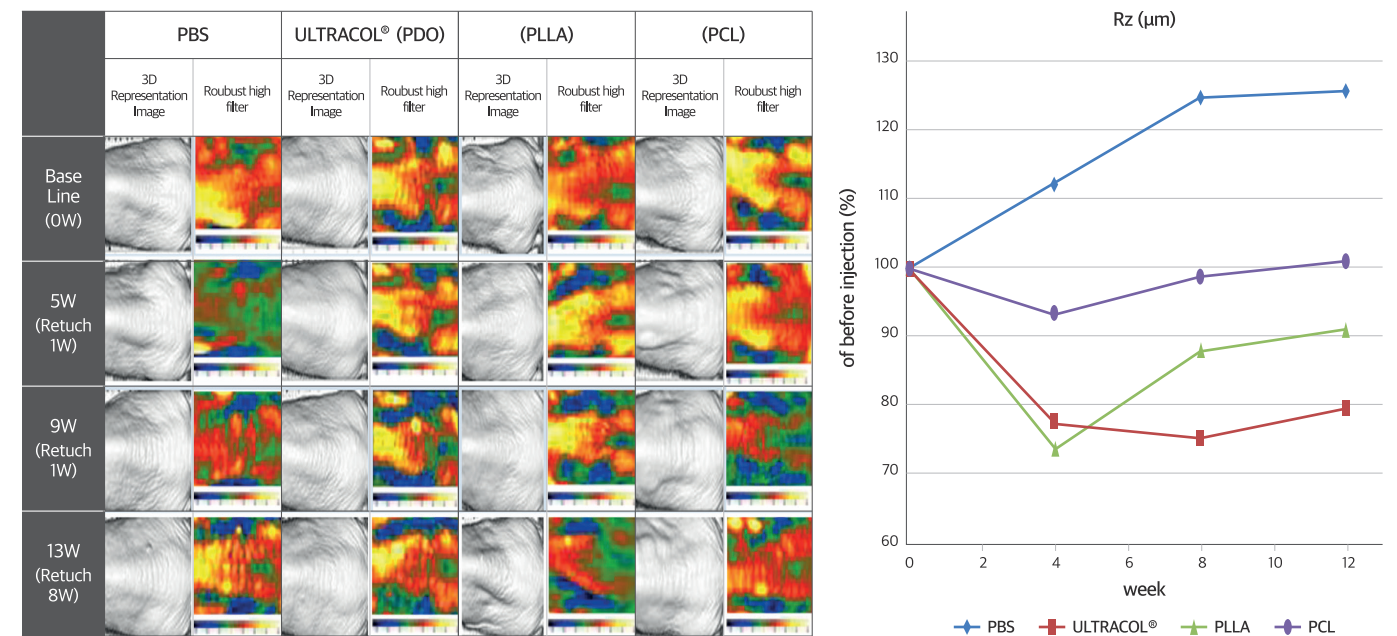 PBS
ULTRACOL® (PDO)
(PLLA)
(PCL)
3D
Representation
Image
Roubust high
filter
3D
Representation
Image
Roubust high
filter
3D
Representation
Image
Roubust high
filter
3D
Representation
Image
Roubust high
filter
Base
Line
(0W)
5W
(Retuch
1W)
9W
(Retuch
1W)
13W
(Retuch
8W)
Rz (μm)
of before injection (%)
130
120
110
100
90
80
70
60
0
2
4
6
8
10
12
week
PBS
ULTRACOL®
PLLA
PCL